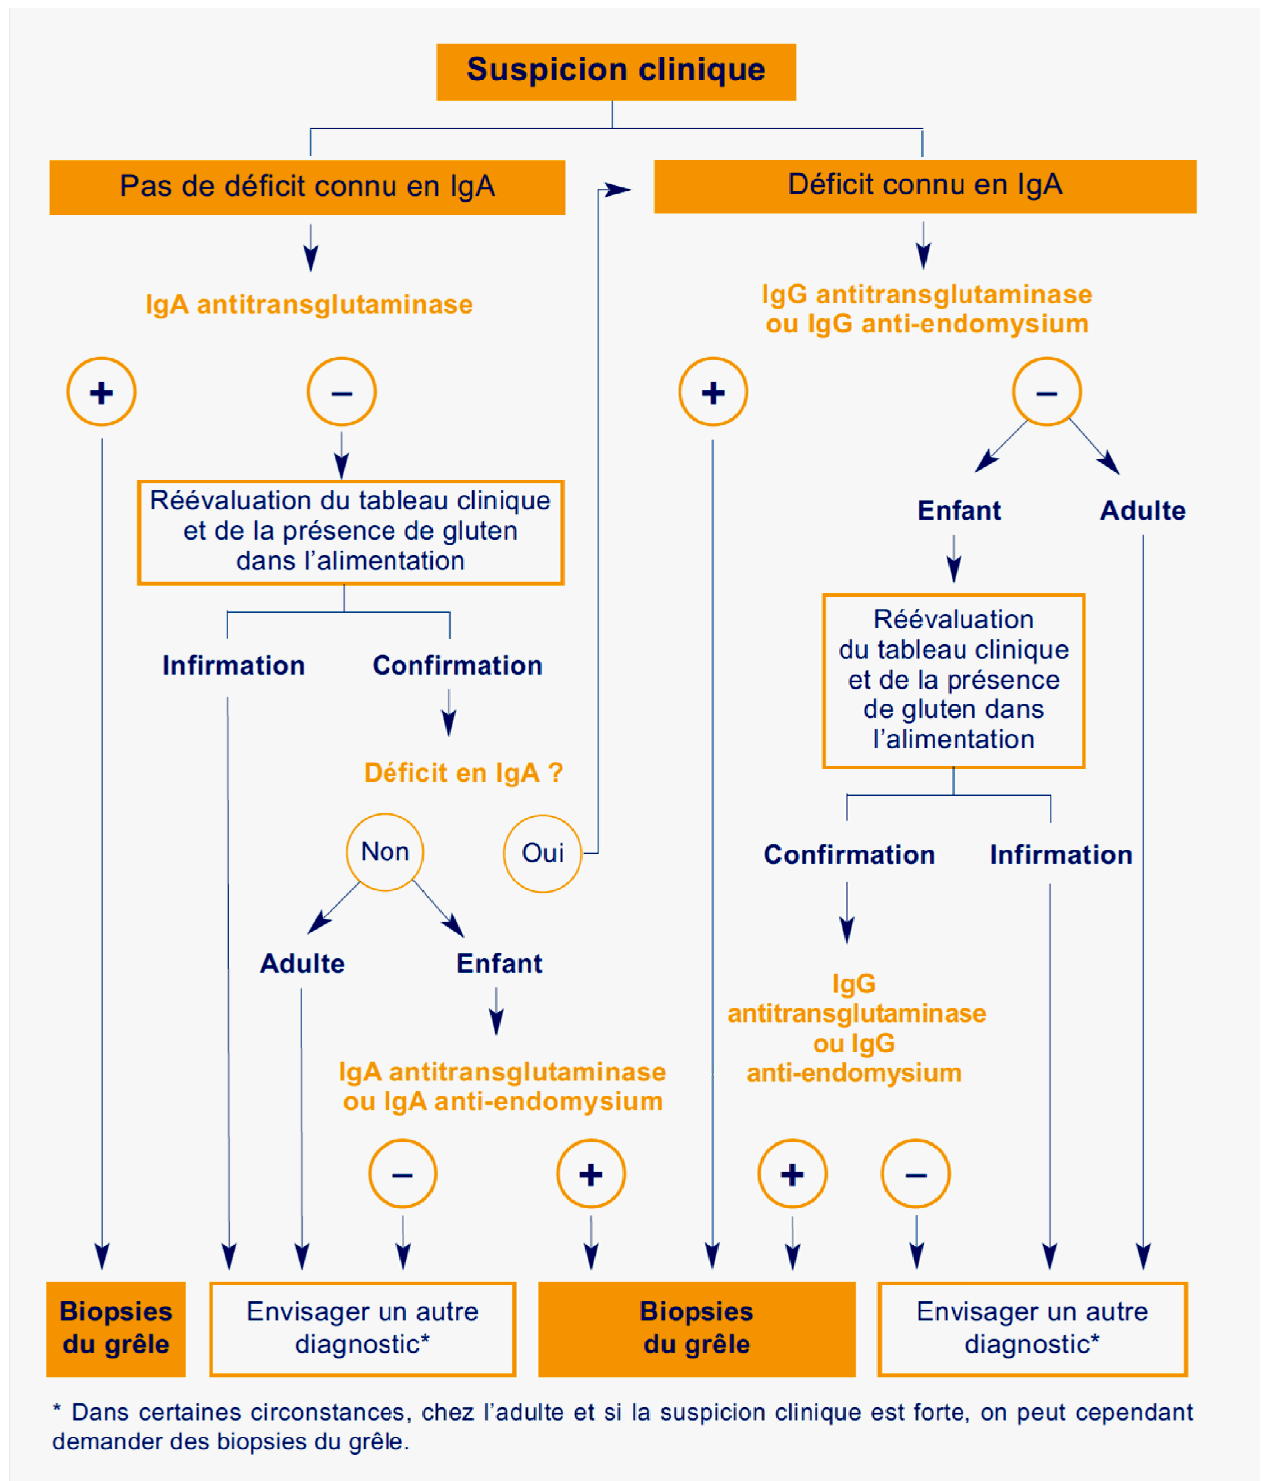 Suspicion clinique
Pas de déficit connu en IgA
Déficit connu en IgA
IgA antitransglutaminase
IgG antitransglutaminase
ou IgG anti-endomysium
+
–
+
–
Réévaluation du tableau clinique
et de la présence de gluten
dans l’alimentation
Enfant
Adulte
Réévaluation
du tableau clinique
et de la présence
de gluten dans
l’alimentation
Infirmation
Confirmation
Déficit en IgA ?
Non
Oui
Confirmation
Infirmation
Adulte
Enfant
IgG
antitransglutaminase
ou IgG
anti-endomysium
IgA antitransglutaminase
ou IgA anti-endomysium
–
+
+
–
Biopsies
du grêle
Envisager un autre
diagnostic*
Biopsies
du grêle
Envisager un autre
diagnostic*
* Dans certaines circonstances, chez l’adulte et si la suspicion clinique est forte, on peut cependant
demander des biopsies du grêle.